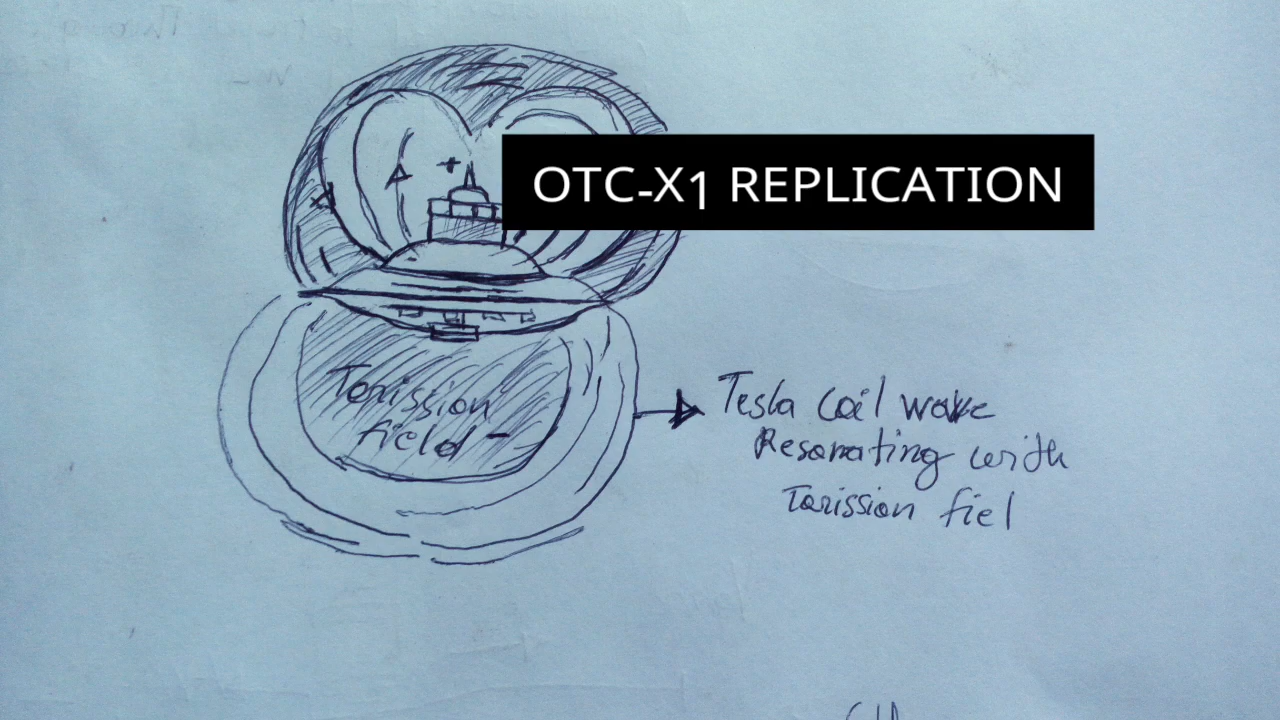 OTC-X1 REPLICATION
+
Torission
field -
Tesla Coil wave
Resonating with
Torission fiel